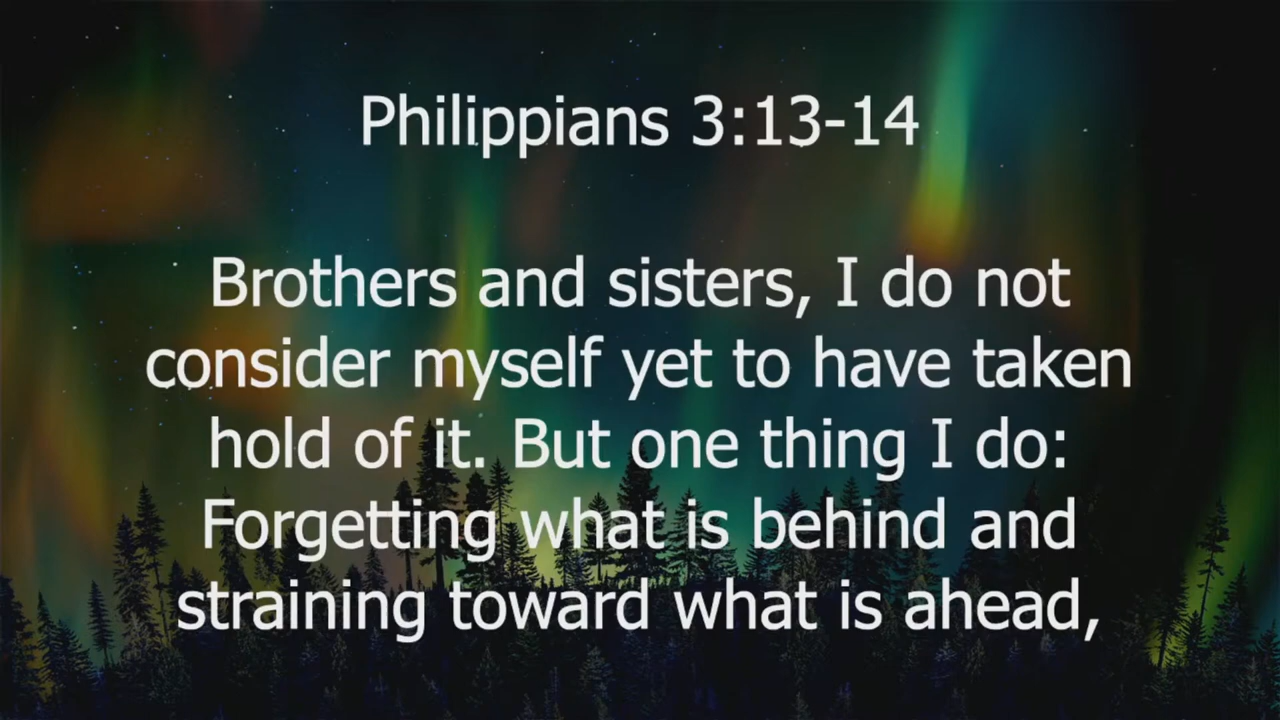 Philippians 3:13-14
Brothers and sisters, I do not
consider myself yet to have taken
hold of it. But one thing I do:
Forgetting what is behind and
straining toward what is ahead,